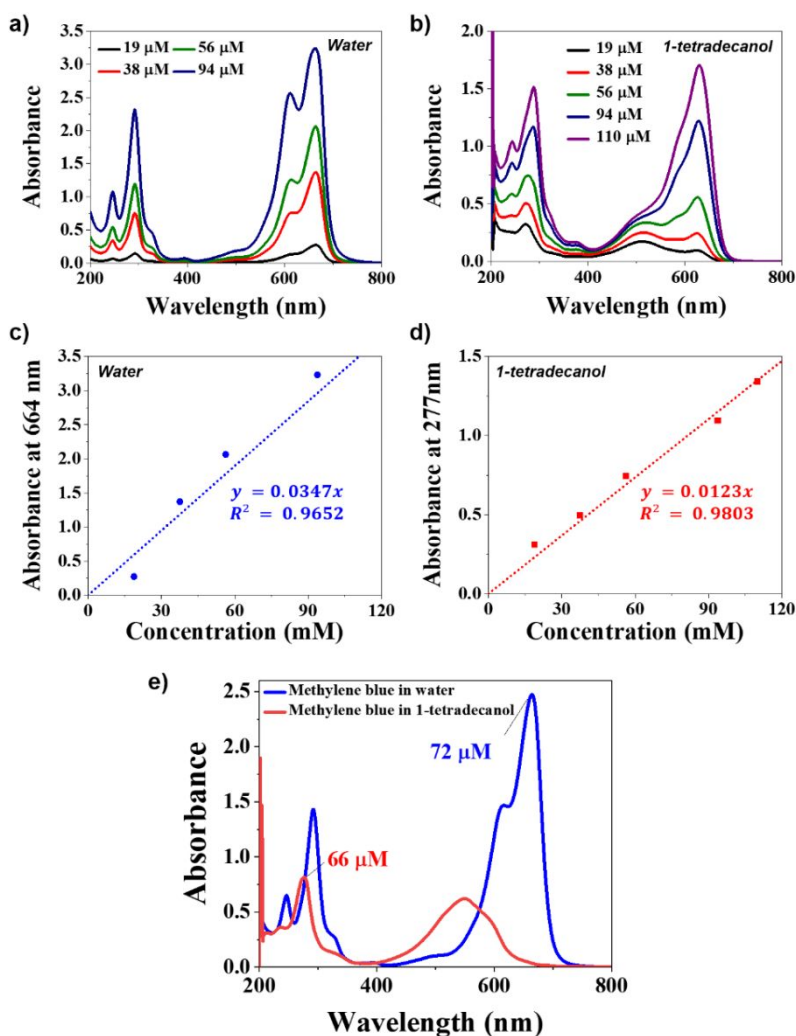 a)
19 μM 56 μM
38 μM 94 μM
Water
3.5
3.0
2.5
2.0
1.5
1.0
0.5
0.0
Absorbance
200 400 600 800
Wavelength (nm)
b)
1-tetradecanol
19 μM
38 μM
56 μM
94 μM
110 μM
2.0
1.5
1.0
0.5
0.0
Absorbance
200 400 600 800
Wavelength (nm)
c)
Water
3.5
3.0
2.5
2.0
1.5
1.0
0.5
0.0
Absorbance at 664 nm
y = 0.0347x
R² = 0.9652
0 30 60 90 120
Concentration (mM)
d)
1-tetradecanol
1.5
1.0
0.5
0.0
Absorbance at 277nm
y = 0.0123x
R² = 0.9803
0 30 60 90 120
Concentration (mM)
e)
Methylene blue in water
Methylene blue in 1-tetradecanol
2.5
2.0
1.5
1.0
0.5
0.0
Absorbance
72 μM
66 μM
200 400 600 800
Wavelength (nm)